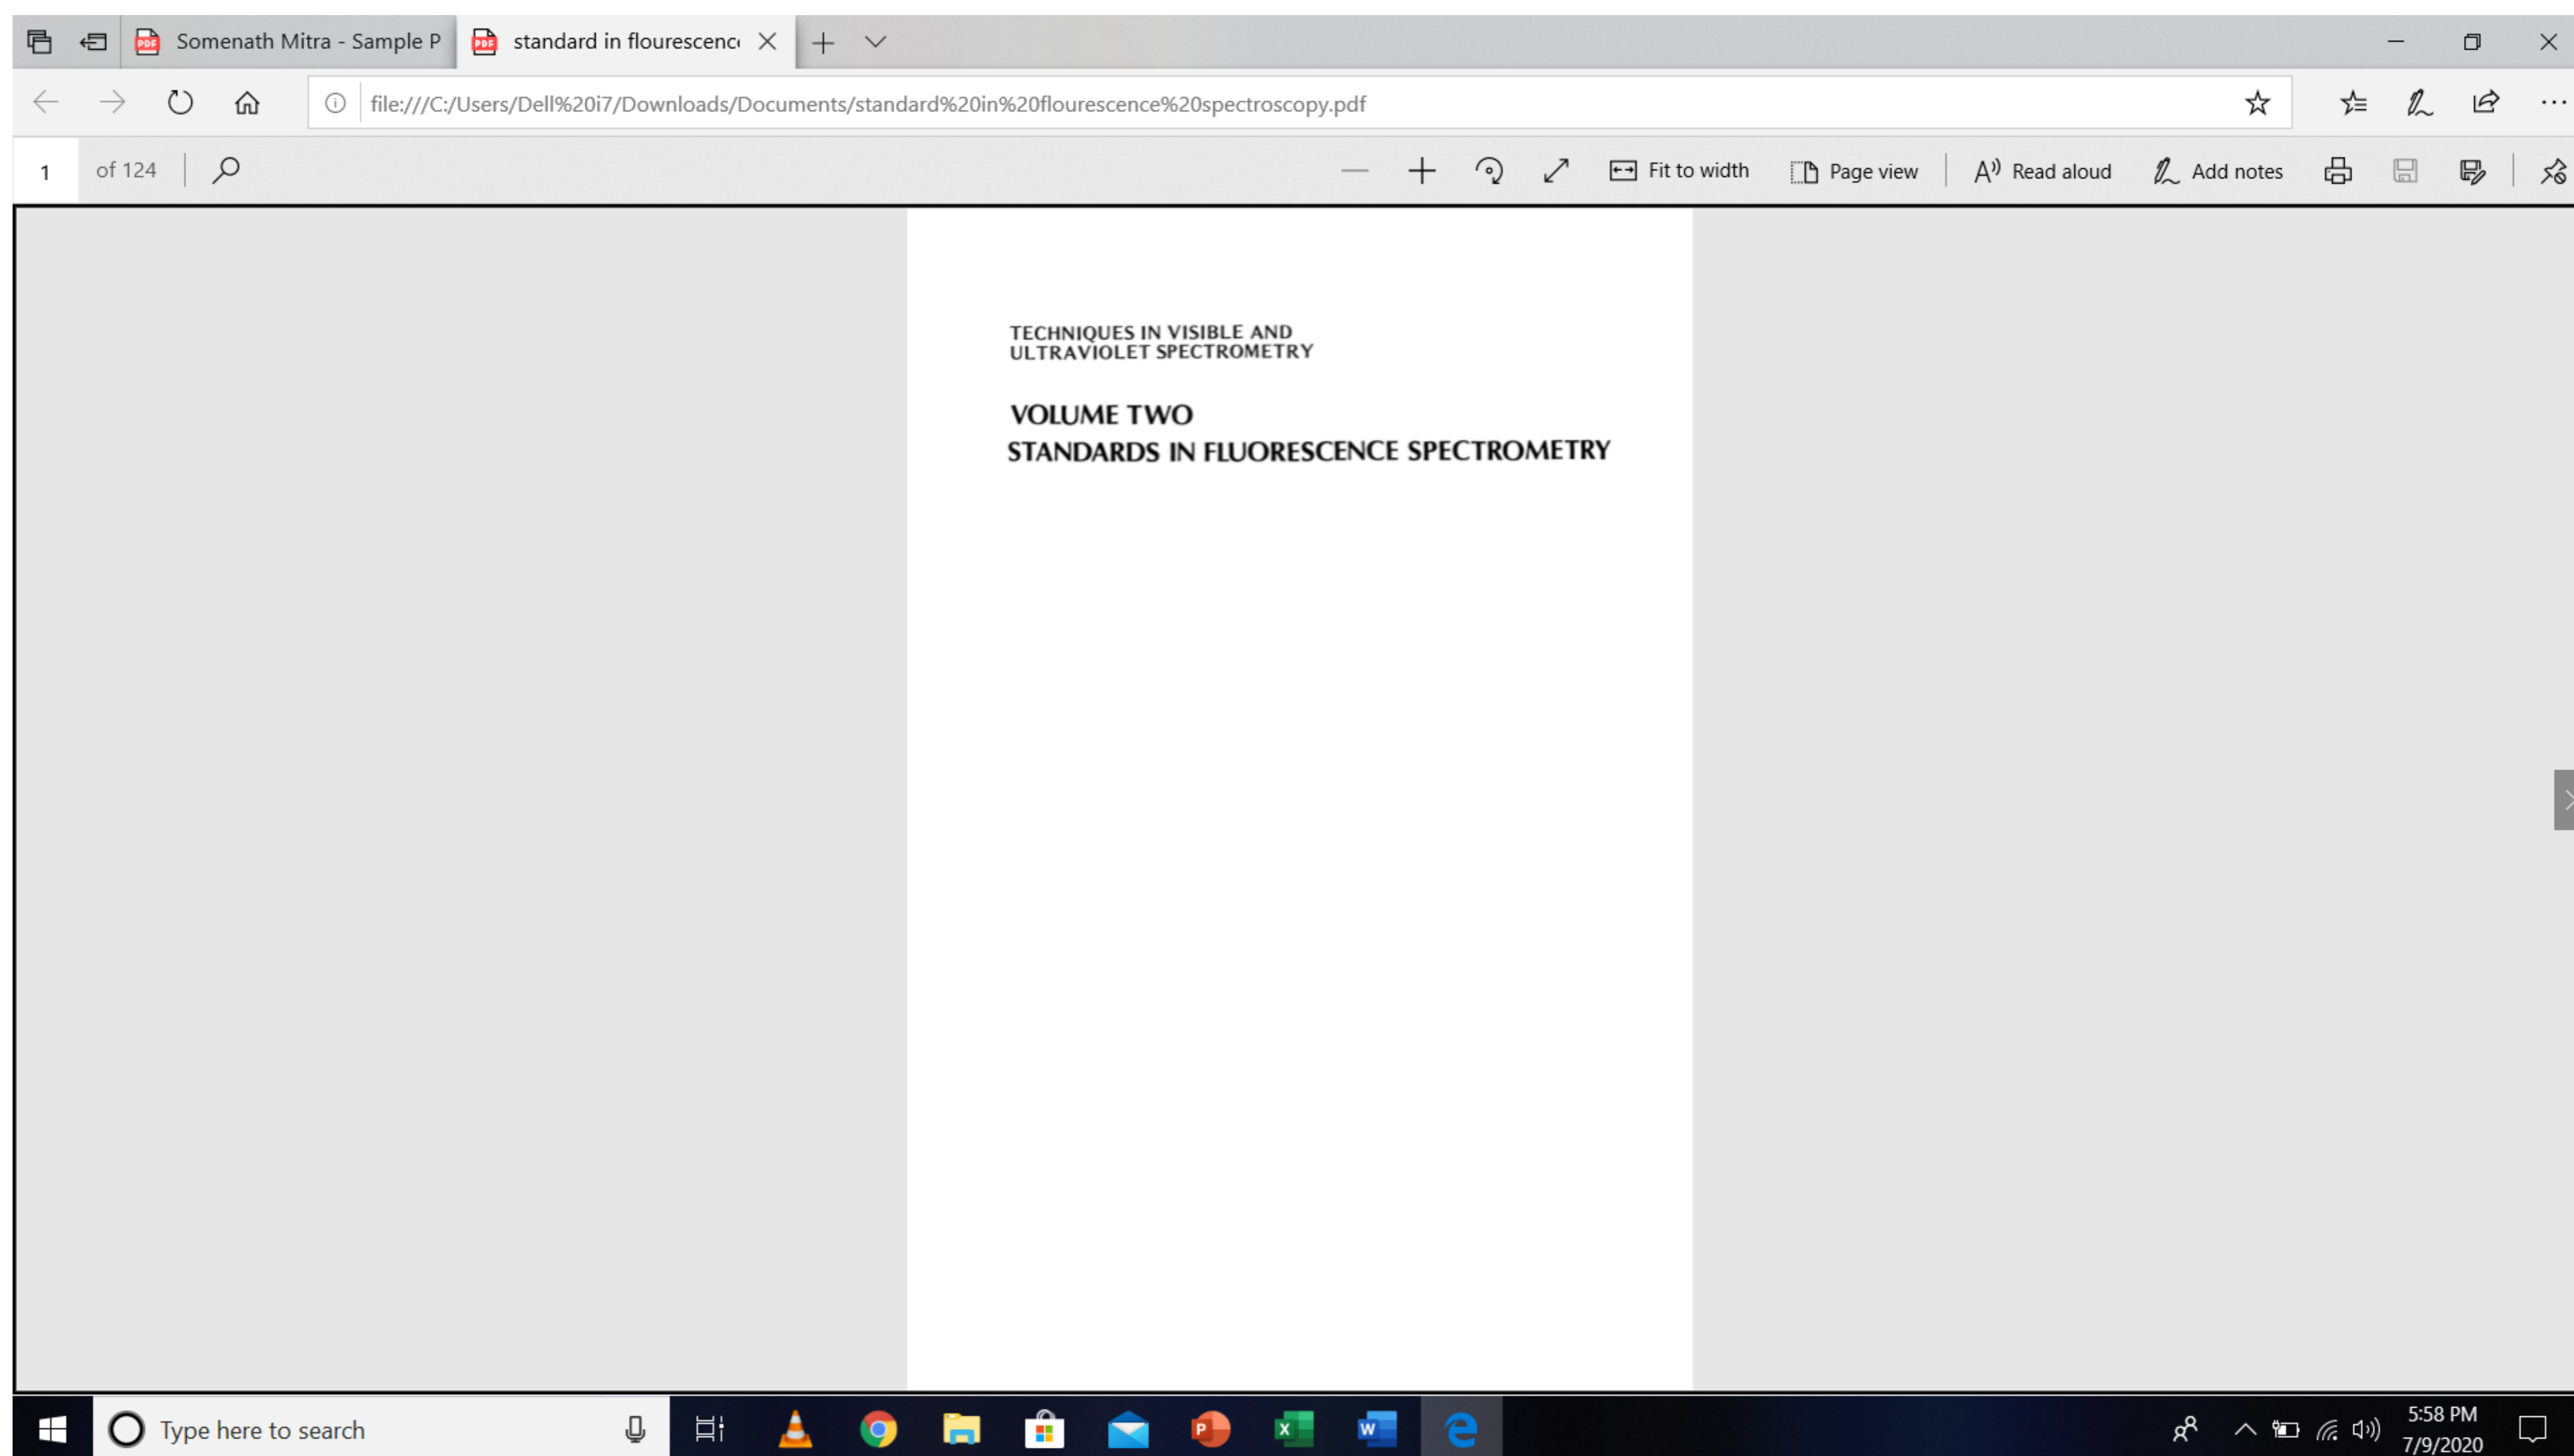 Somenath Mitra - Sample P
standard in flourescenc
file:///C:/Users/Dell%20i7/Downloads/Documents/standard%20in%20flourescence%20spectroscopy.pdf
1 of 124
Fit to width
Page view
Read aloud
Add notes
TECHNIQUES IN VISIBLE AND
ULTRAVIOLET SPECTROMETRY
VOLUME TWO
STANDARDS IN FLUORESCENCE SPECTROMETRY
Type here to search
5:58 PM
7/9/2020